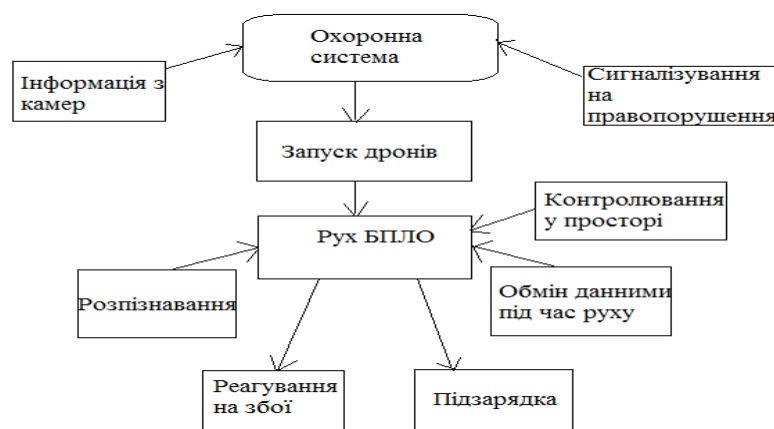 Охоронна
система
Інформація з
камер
Сигналізування
на
правопорушення
Запуск дронів
Контролювання
у просторі
Рух БПЛО
Розпізнавання
Обмін данними
під час руху
Реагування
на збої
Підзарядка